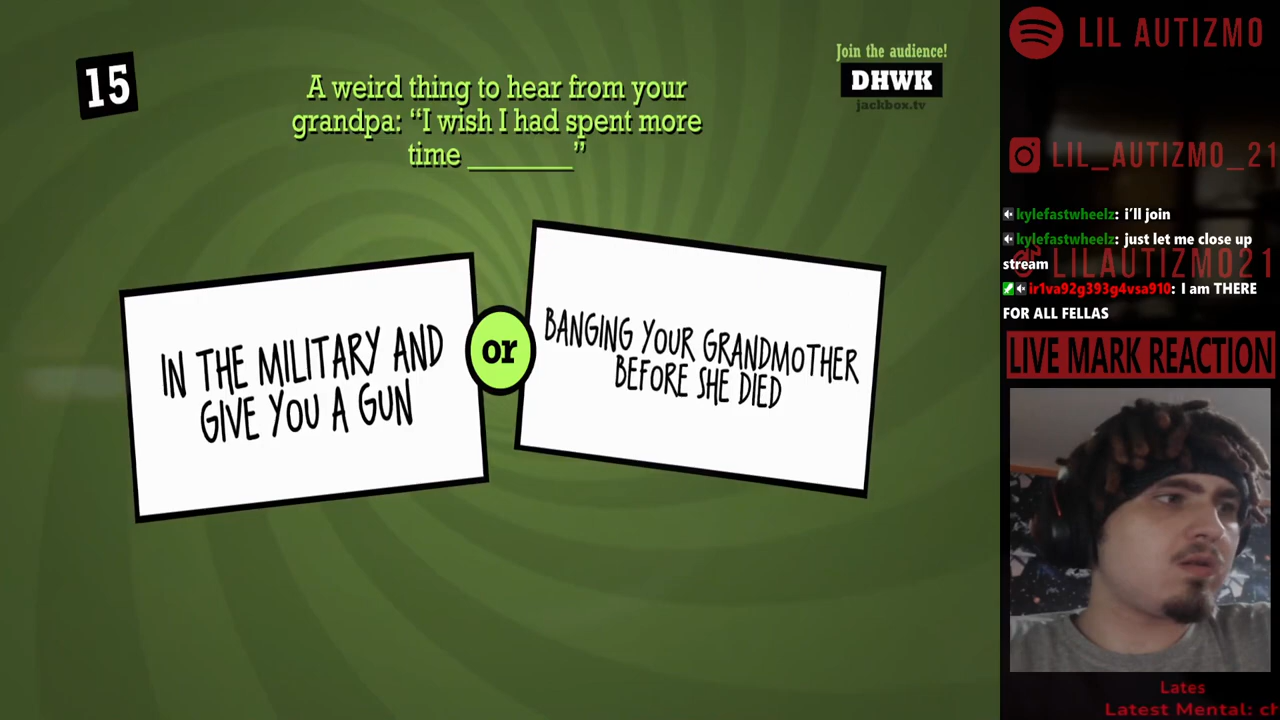 15
A weird thing to hear from your
grandpa: “I wish I had spent more
time ________”
Join the audience!
DHWK
jackbox.tv
IN THE MILITARY AND
GIVE YOU A GUN
or
BANGING YOUR GRANDMOTHER
BEFORE SHE DIED
LIL AUTIZMO
LIL_AUTIZMO_21
kylefastwheelz: i'll join
kylefastwheelz: just let me close up
stream
LILAUTIZMO21
ir1va92g393g4vsa910: I am THERE
FOR ALL FELLAS
LIVE MARK REACTION
Lates
Latest Mental: ch